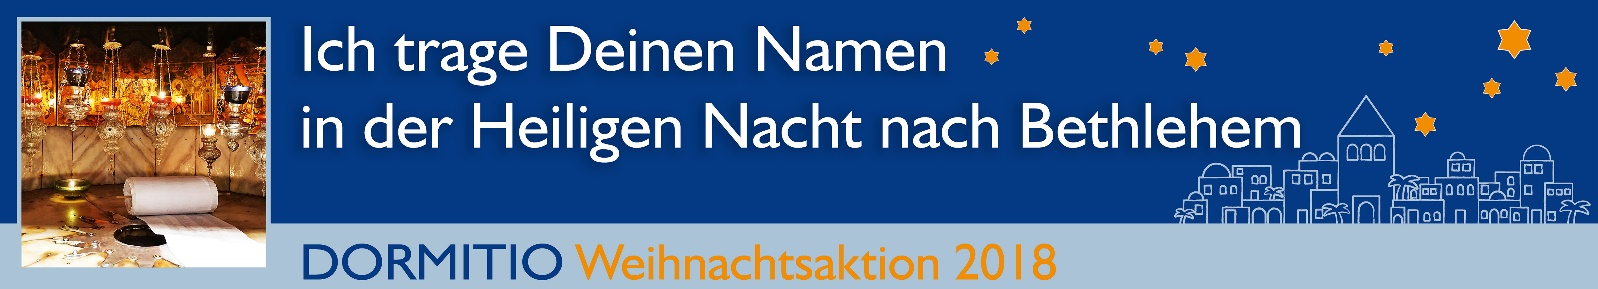 Ich trage Deinen Namen
in der Heiligen Nacht nach Bethlehem
DORMITIO Weihnachtsaktion 2018